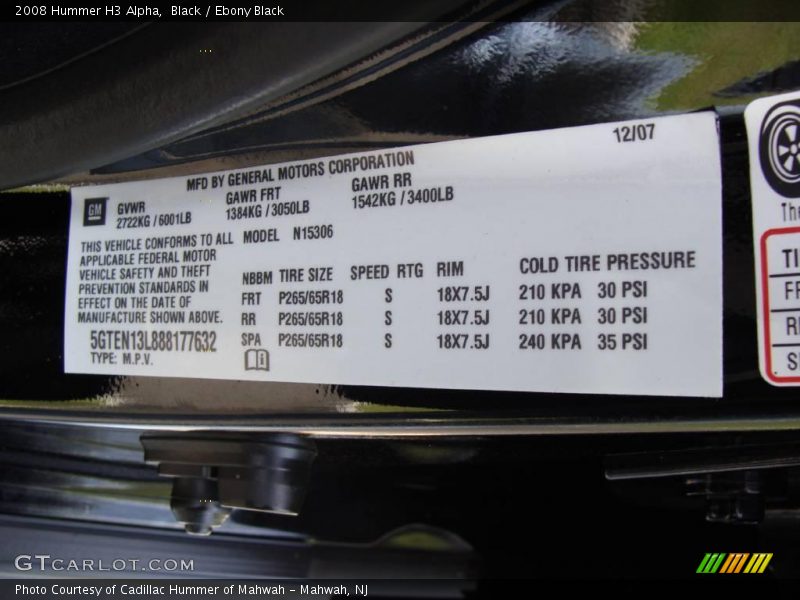 2008 Hummer H3 Alpha,  Black / Ebony Black
12/07
MFD BY GENERAL MOTORS CORPORATION
GM
GVWR GAWR FRT GAWR RR
2722KG / 6001LB 1384KG / 3050LB 1542KG / 3400LB
THIS VEHICLE CONFORMS TO ALL MODEL N15306
APPLICABLE FEDERAL MOTOR
VEHICLE SAFETY AND THEFT
PREVENTION STANDARDS IN
EFFECT ON THE DATE OF
MANUFACTURE SHOWN ABOVE.
5GTEN13L888177632
TYPE: M.P.V.
NBBM TIRE SIZE SPEED RTG RIM COLD TIRE PRESSURE
FRT P265/65R18 S 18X7.5J 210 KPA 30 PSI
RR P265/65R18 S 18X7.5J 210 KPA 30 PSI
SPA P265/65R18 S 18X7.5J 240 KPA 35 PSI
The
TI
FR
RE
SP
GTCARLOT.COM
Photo Courtesy of Cadillac Hummer of Mahwah - Mahwah, NJ